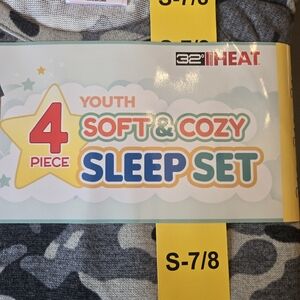 S-7/8
32° HEAT
YOUTH
4
PIECE
SOFT & COZY
SLEEP SET
S-7/8